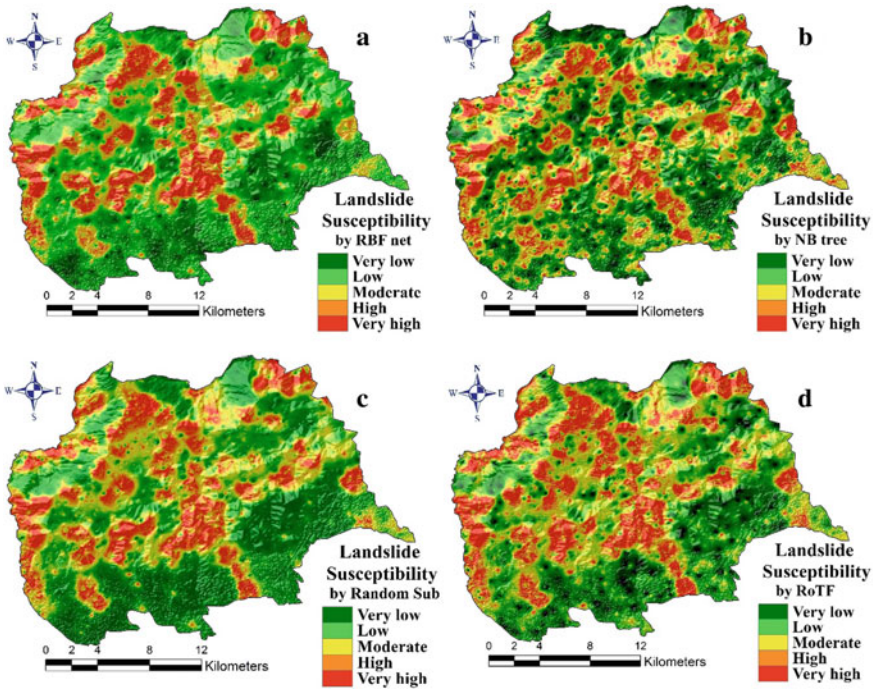 N
W E
S
a
Landslide
Susceptibility
by RBF net
Very low
Low
Moderate
High
Very high
0 2 4 8 12
Kilometers
N
W E
S
b
Landslide
Susceptibility
by NB tree
Very low
Low
Moderate
High
Very high
0 2 4 8 12
Kilometers
N
W E
S
c
Landslide
Susceptibility
by Random Sub
Very low
Low
Moderate
High
Very high
0 2 4 8 12
Kilometers
N
W E
S
d
Landslide
Susceptibility
by RoTF
Very low
Low
Moderate
High
Very high
0 2 4 8 12
Kilometers